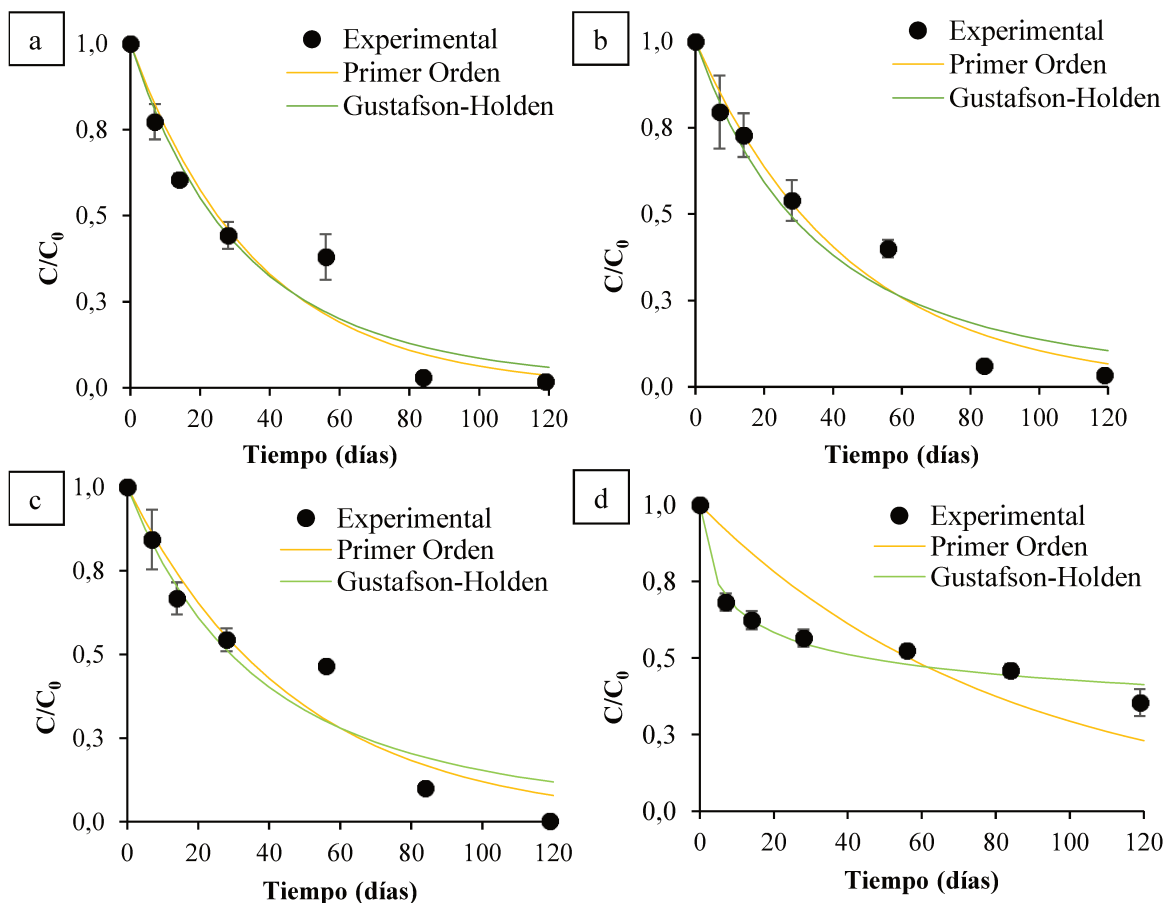 a
Experimental
Primer Orden
Gustafson-Holden
1,0
0,8
0,5
0,3
0,0
C/C0
0 20 40 60 80 100 120
Tiempo (días)
b
Experimental
Primer Orden
Gustafson-Holden
1,0
0,8
0,5
0,3
0,0
C/C0
0 20 40 60 80 100 120
Tiempo (días)
c
Experimental
Primer Orden
Gustafson-Holden
1,0
0,8
0,5
0,3
0,0
C/C0
0 20 40 60 80 100 120
Tiempo (días)
d
Experimental
Primer Orden
Gustafson-Holden
1,0
0,8
0,5
0,3
0,0
C/C0
0 20 40 60 80 100 120
Tiempo (días)